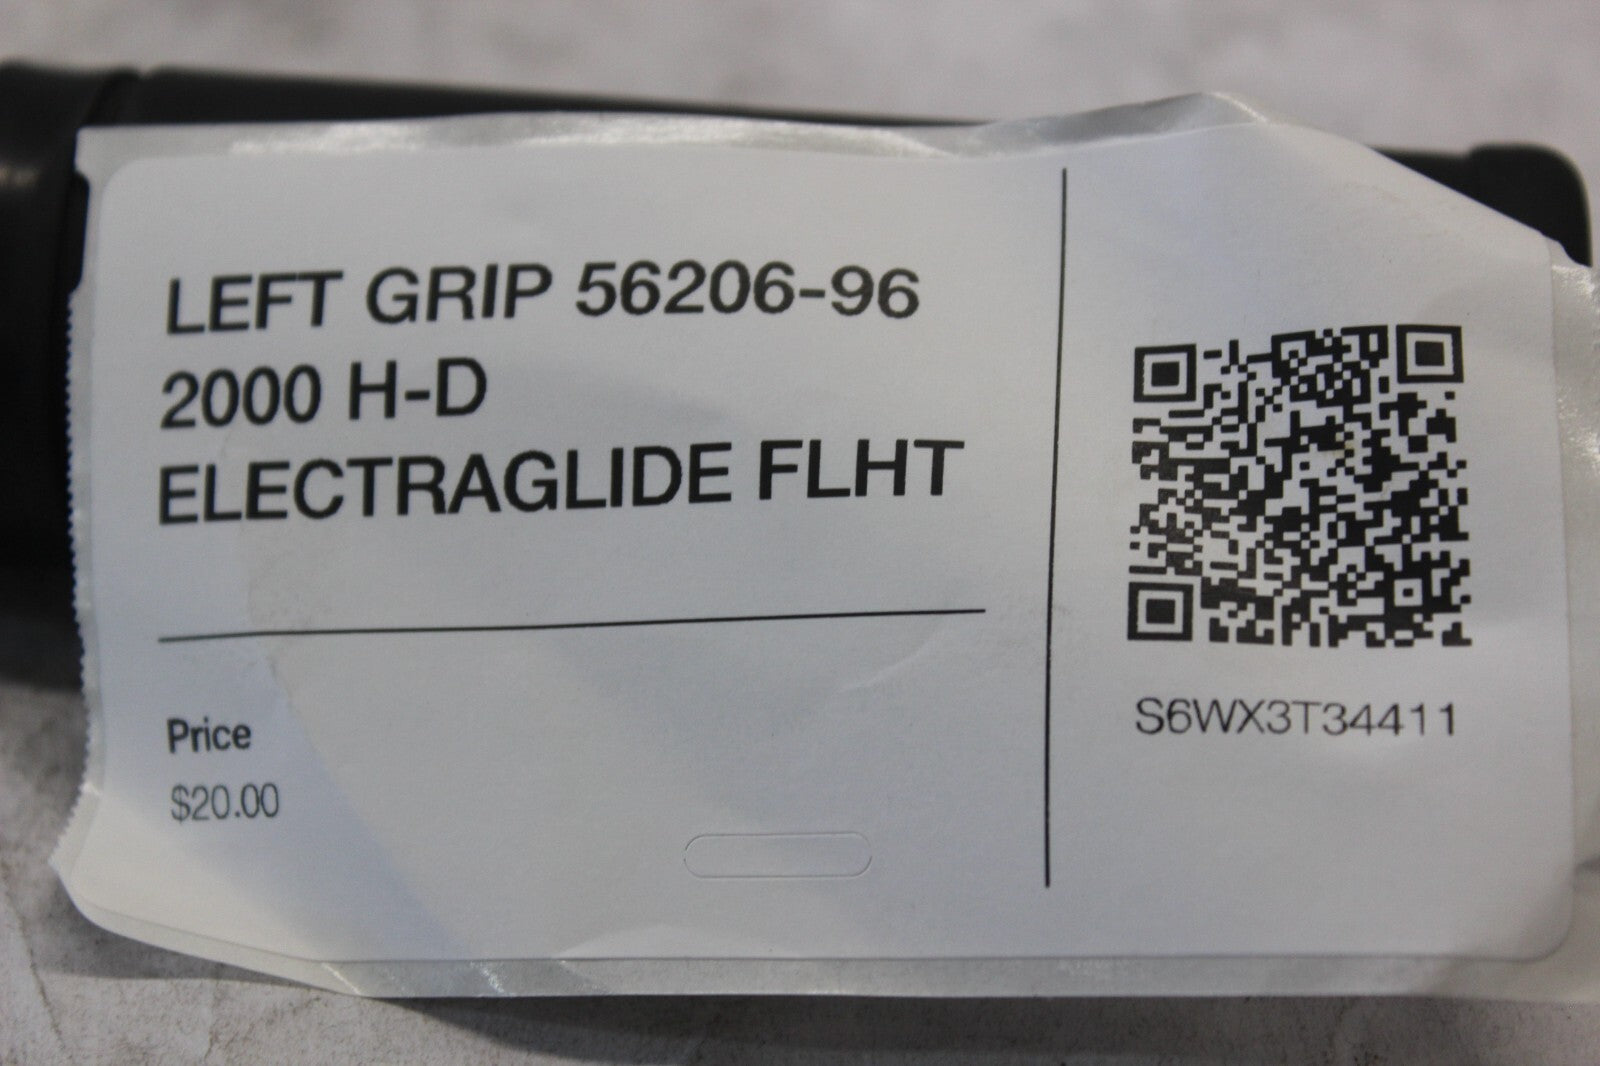 LEFT GRIP 56206-96
2000 H-D
ELECTRAGLIDE FLHT
Price
$20.00
S6WX3T34411